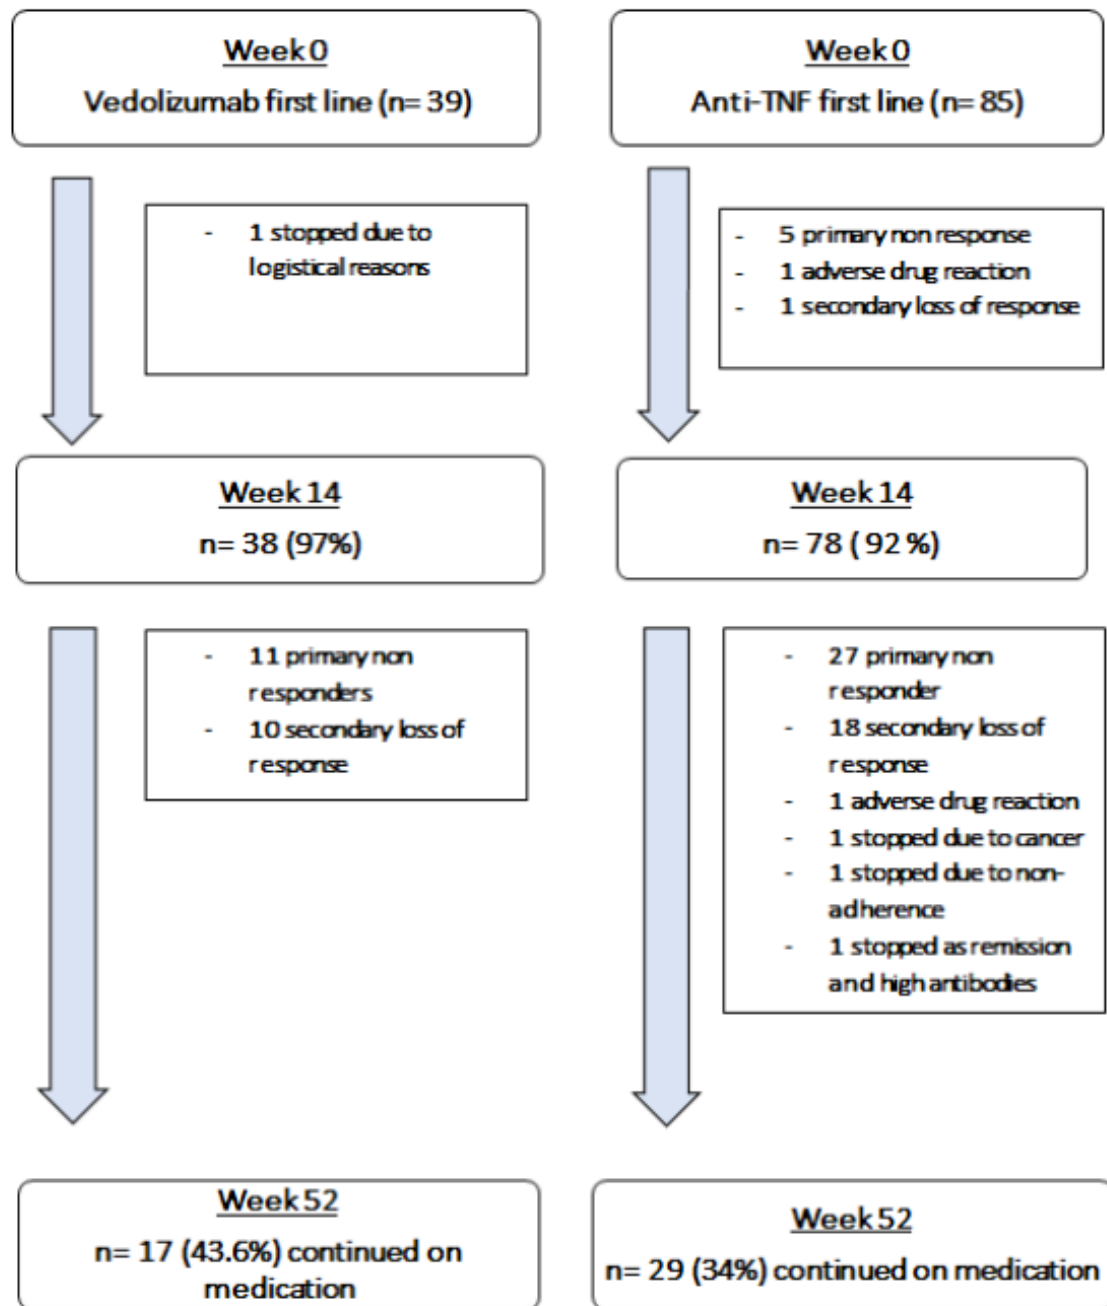 Week 0
Vedolizumab first line (n= 39)
Week 0
Anti-TNF first line (n= 85)
- 1 stopped due to
logistical reasons
- 5 primary non response
- 1 adverse drug reaction
- 1 secondary loss of response
Week 14
n= 38 (97%)
Week 14
n= 78 ( 92 %)
- 11 primary non
responders
- 10 secondary loss of
response
- 27 primary non
responder
- 18 secondary loss of
response
- 1 adverse drug reaction
- 1 stopped due to cancer
- 1 stopped due to non-
adherence
- 1 stopped as remission
and high antibodies
Week 52
n= 17 (43.6%) continued on
medication
Week 52
n= 29 (34%) continued on medication